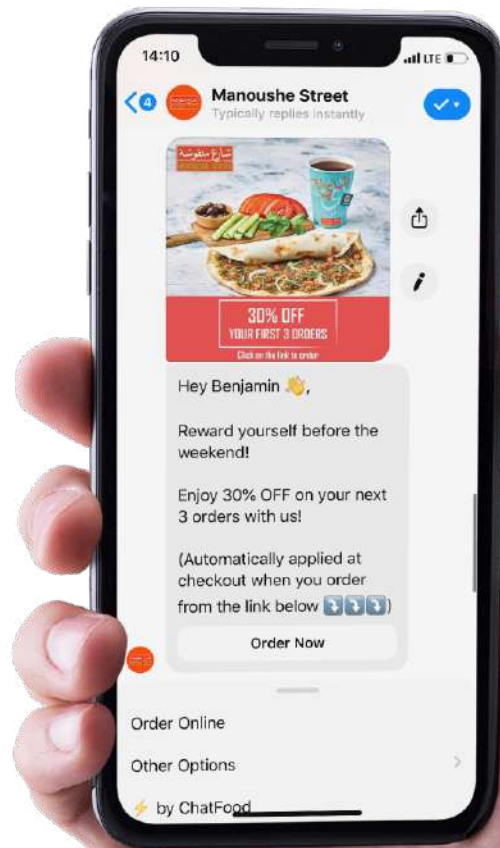 14:10
LTE
4
Manoushe Street
Typically replies instantly
شارع منقوشة
30% OFF
YOUR FIRST 3 ORDERS
Click on the link to order
Hey Benjamin 👋,
Reward yourself before the
weekend!
Enjoy 30% OFF on your next
3 orders with us!
(Automatically applied at
checkout when you order
from the link below ⤵️⤵️⤵️)
Order Now
Order Online
Other Options
⚡ by ChatFood